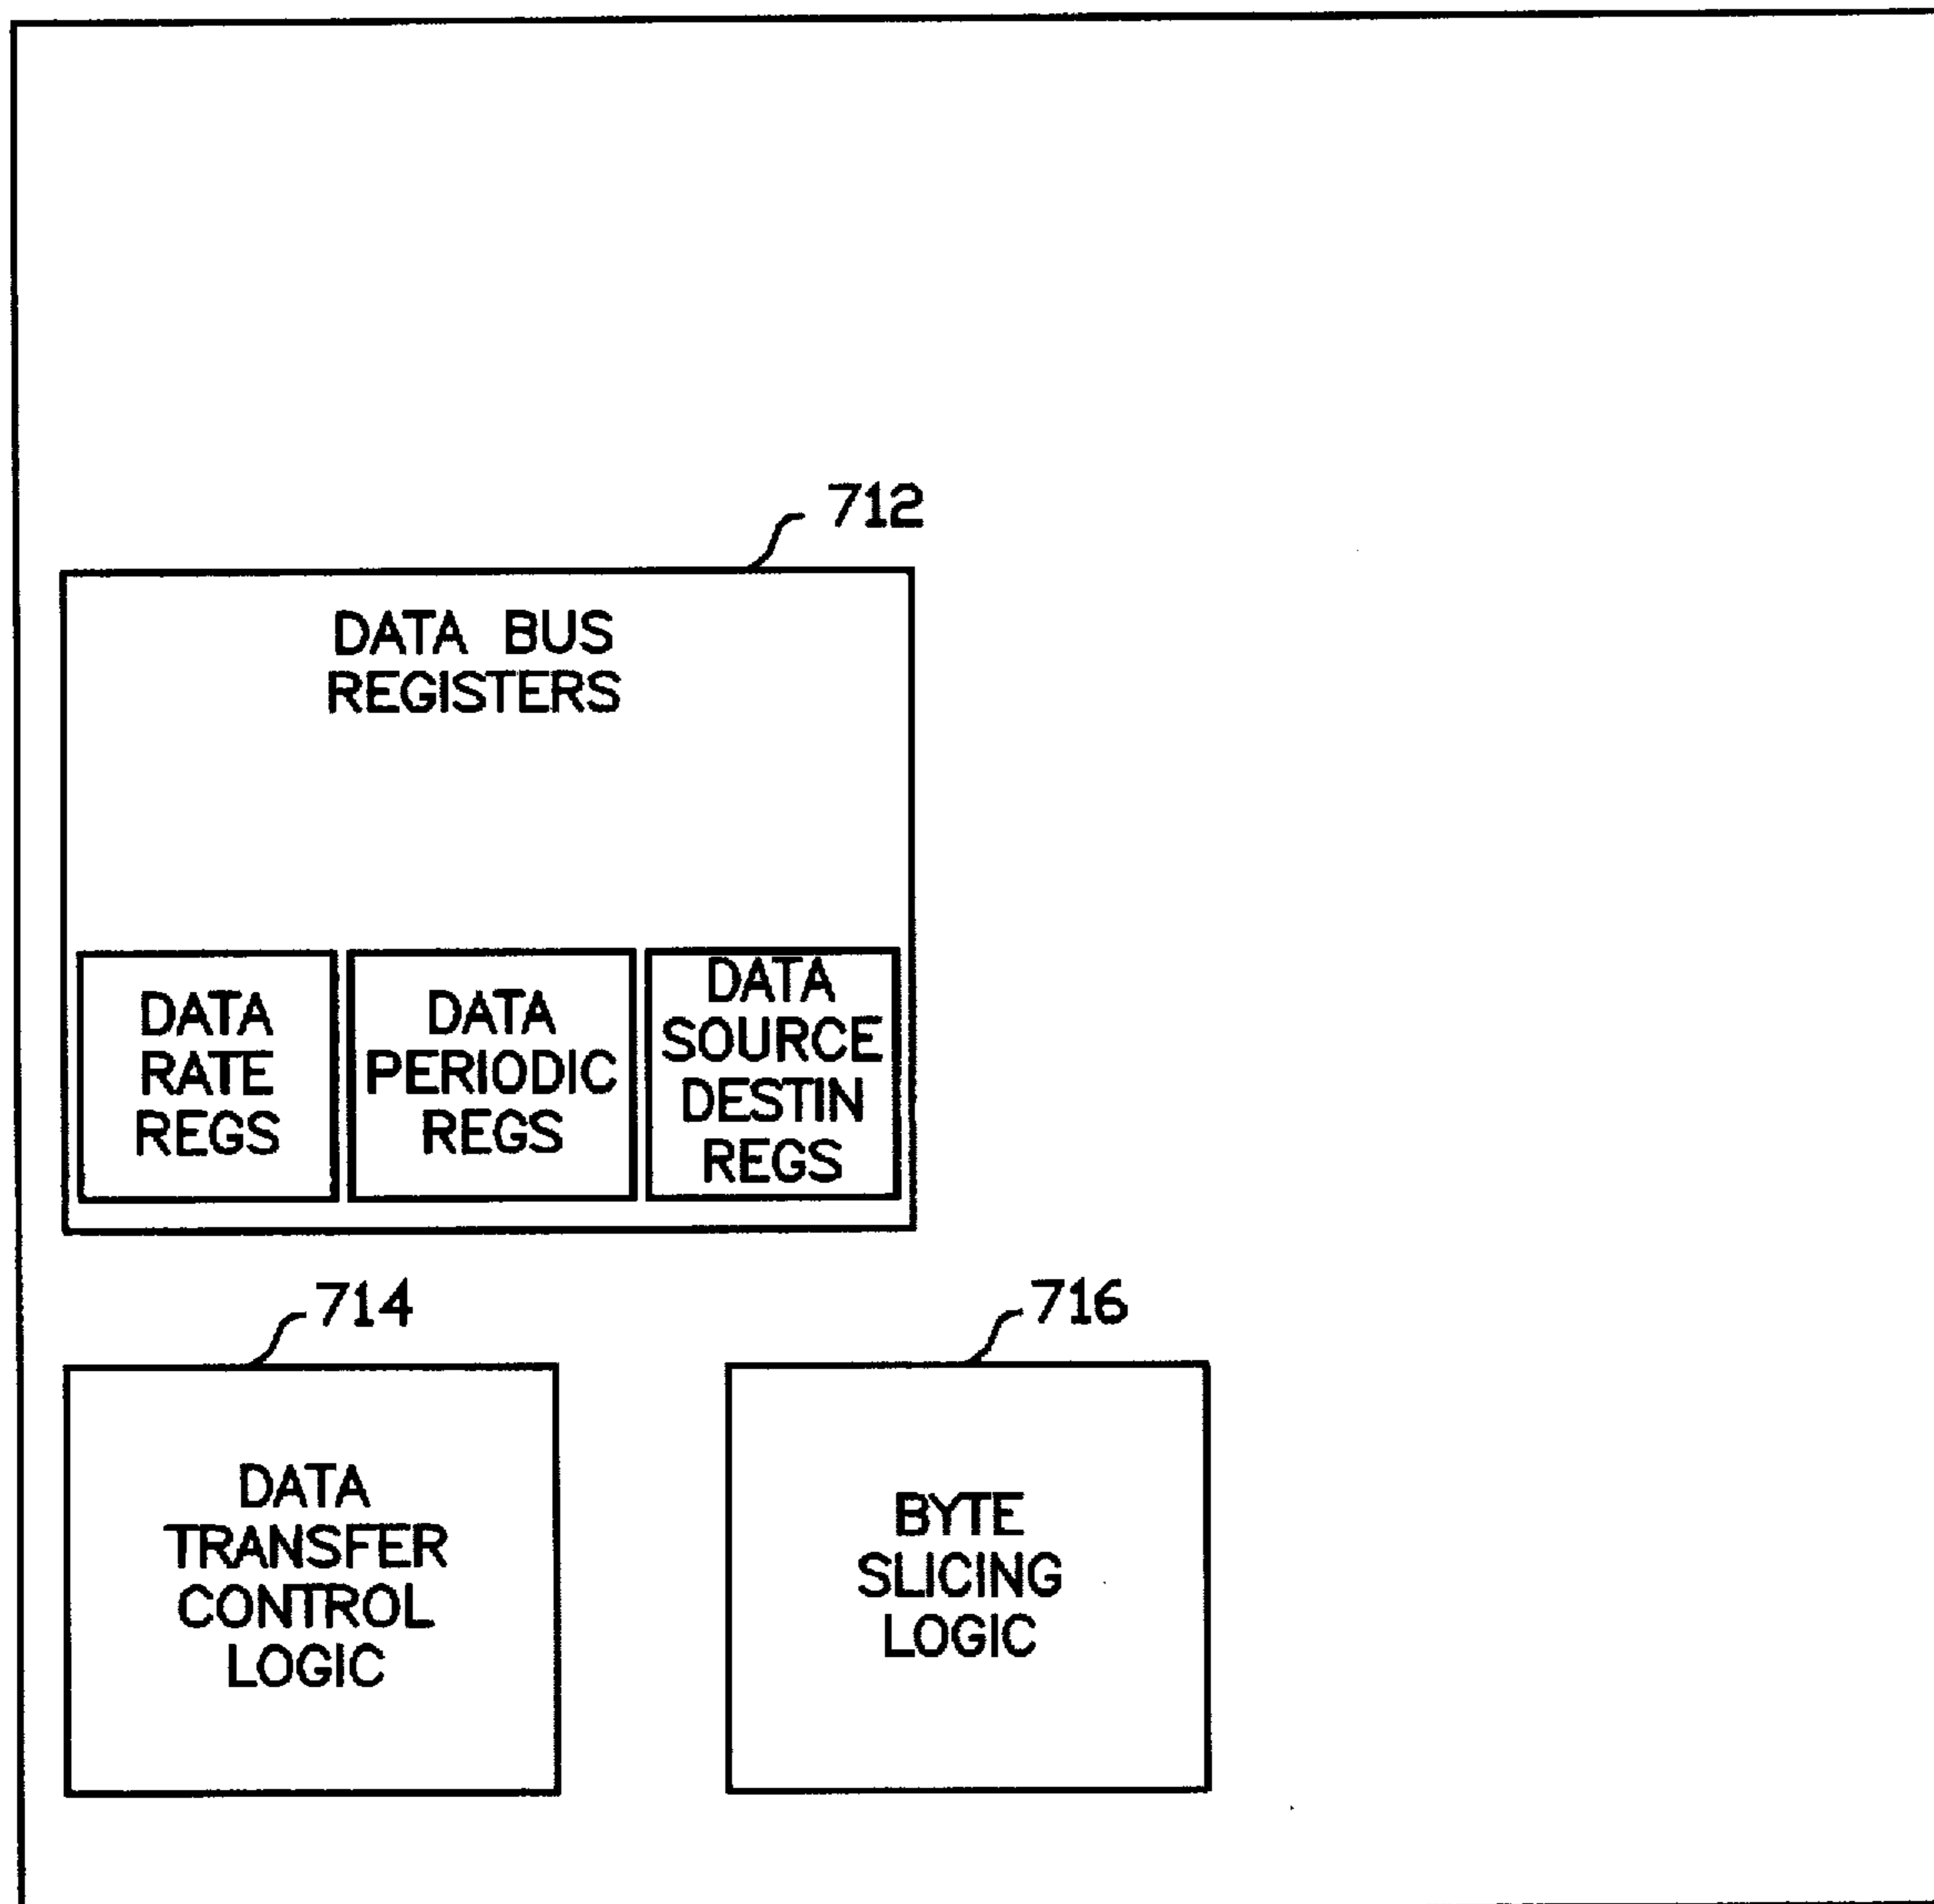 712
DATA BUS
REGISTERS
DATA
RATE
REGS
DATA
PERIODIC
REGS
DATA
SOURCE
DESTIN
REGS
714
DATA
TRANSFER
CONTROL
LOGIC
716
BYTE
SLICING
LOGIC